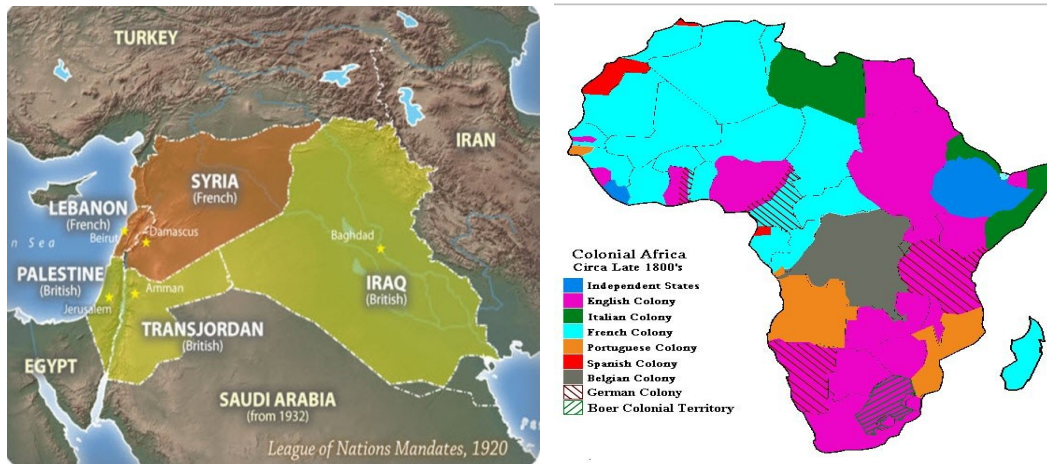 TURKEY
IRAN
SYRIA
(French)
LEBANON
(French)
Beirut
Damascus
n Sea
Baghdad
PALESTINE
(British)
IRAQ
(British)
Amman
Jerusalem
TRANSJORDAN
(British)
EGYPT
SAUDI ARABIA
(from 1932)
League of Nations Mandates, 1920
Colonial Africa
Circa Late 1800's
Independent States
English Colony
Italian Colony
French Colony
Portuguese Colony
Spanish Colony
Belgian Colony
German Colony
Boer Colonial Territory